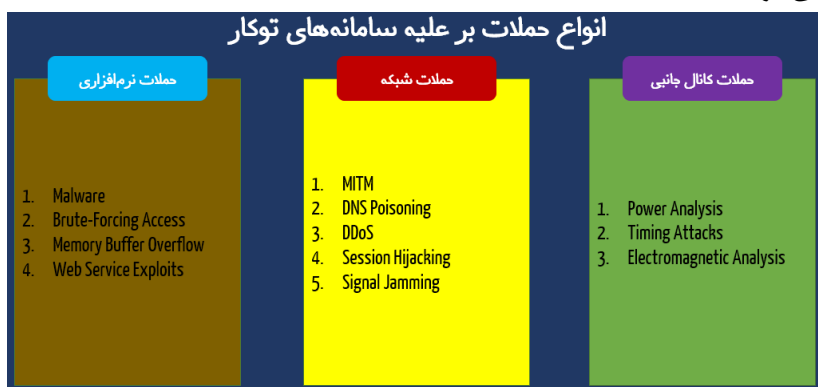 انواع حملات بر علیه سامانه‌های توکار
حملات نرم‌افزاری
1. Malware
2. Brute-Forcing Access
3. Memory Buffer Overflow
4. Web Service Exploits
حملات شبکه
1. MITM
2. DNS Poisoning
3. DDoS
4. Session Hijacking
5. Signal Jamming
حملات کانال جانبی
1. Power Analysis
2. Timing Attacks
3. Electromagnetic Analysis